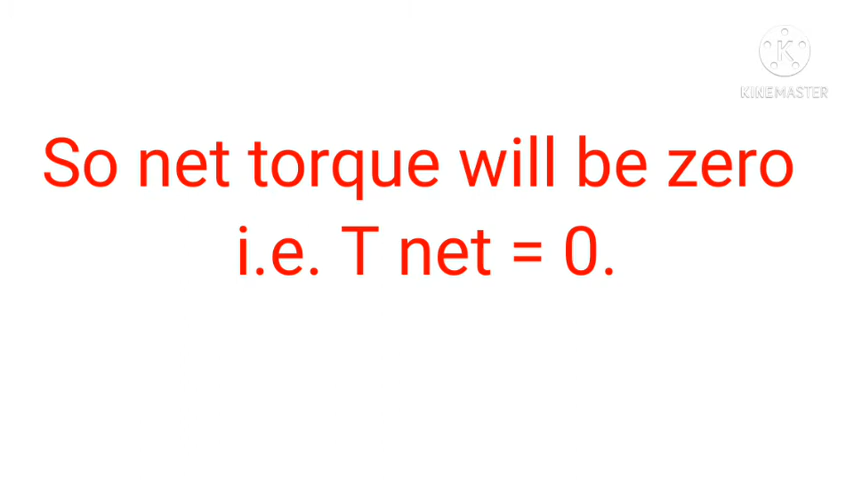 K
KINEMASTER
So net torque will be zero
i.e. T net = 0.